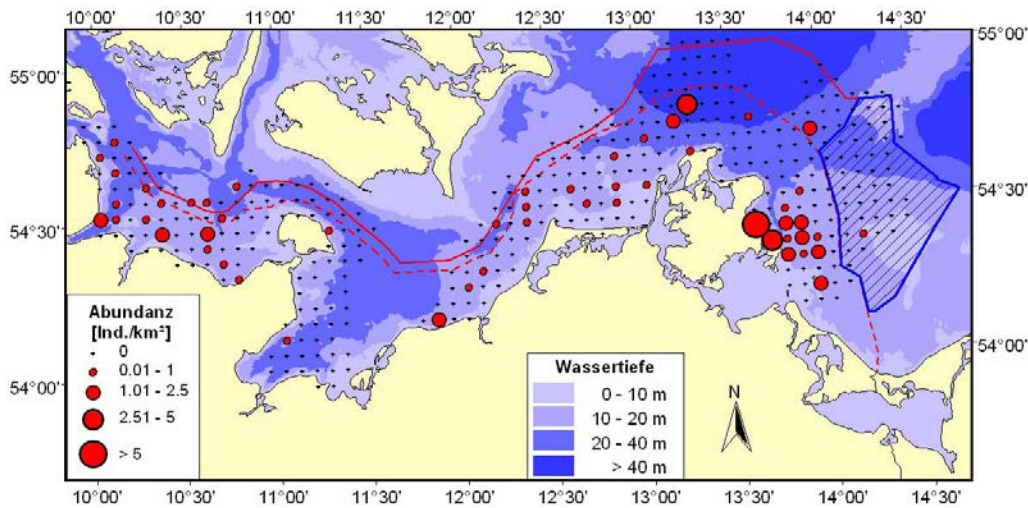 10°00' 10°30' 11°00' 11°30' 12°00' 12°30' 13°00' 13°30' 14°00' 14°30'
55°00' 55°00'
54°30' 54°30'
54°00' 54°00'
Abundanz
[Ind./km²]
0
0.01 - 1
1.01 - 2.5
2.51 - 5
> 5
Wassertiefe
0 - 10 m
10 - 20 m
20 - 40 m
> 40 m
N
10°00' 10°30' 11°00' 11°30' 12°00' 12°30' 13°00' 13°30' 14°00' 14°30'